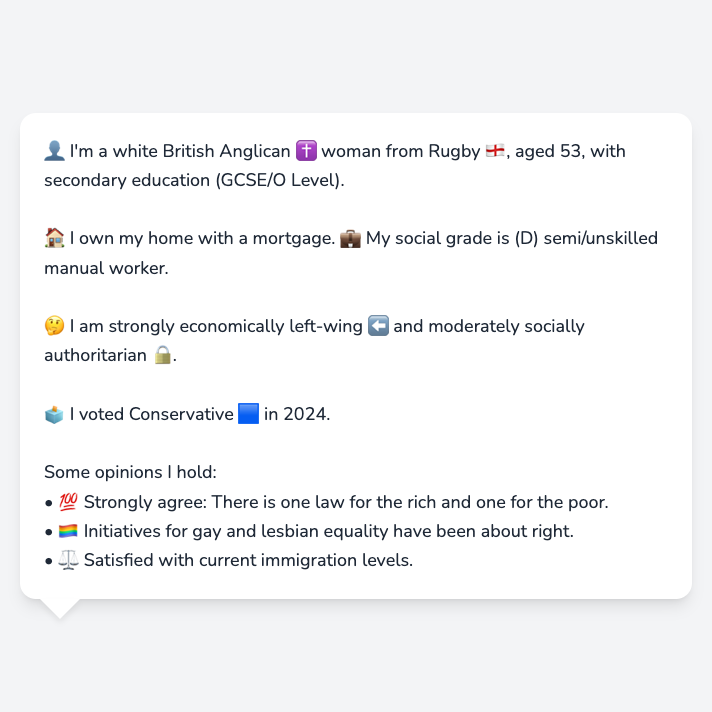 👤 I'm a white British Anglican ✝️ woman from Rugby 🏴󠁧󠁢󠁥󠁮󠁧󠁿, aged 53, with
secondary education (GCSE/O Level).
🏠 I own my home with a mortgage. 💼 My social grade is (D) semi/unskilled
manual worker.
🤔 I am strongly economically left-wing ⬅️ and moderately socially
authoritarian 🔒.
🗳️ I voted Conservative 🟦 in 2024.
Some opinions I hold:
• 💯 Strongly agree: There is one law for the rich and one for the poor.
• 🏳️‍🌈 Initiatives for gay and lesbian equality have been about right.
• ⚖️ Satisfied with current immigration levels.